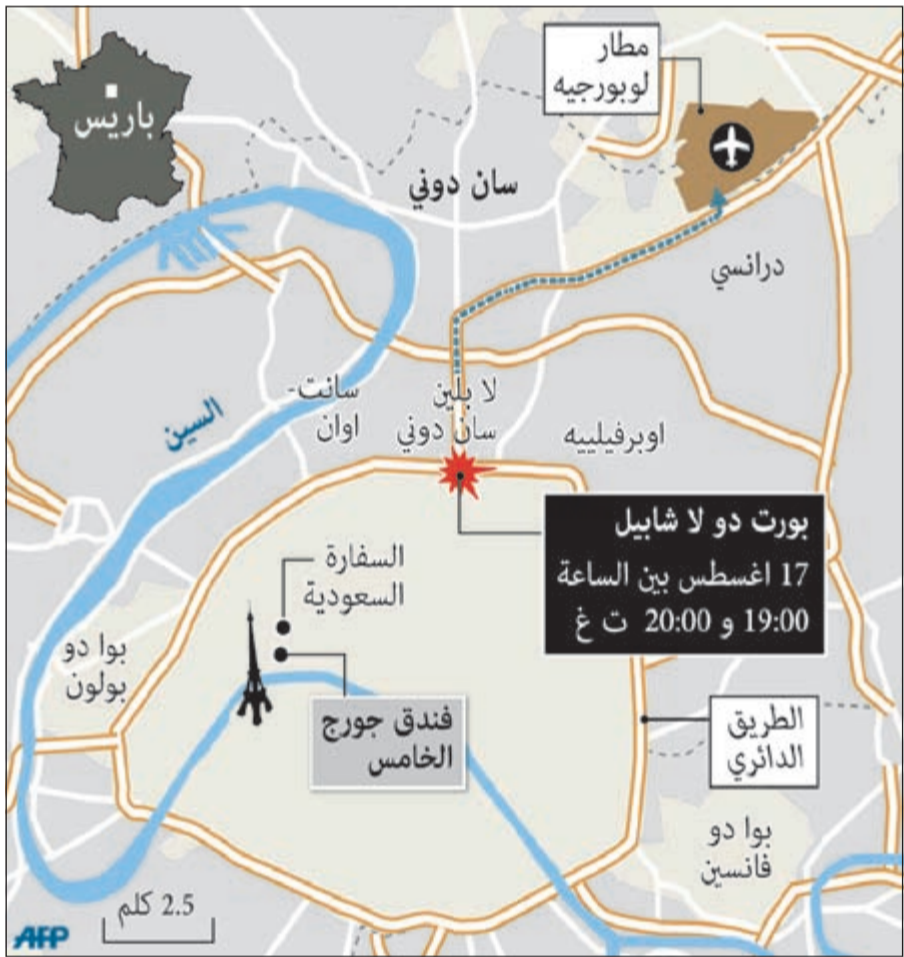 مطار
لوبورجيه
باريس
سان دوني
درانسي
السين
سانت-
اوان
لا بلين
سان دوني
اوبرفيلييه
بورت دو لا شابيل
17 اغسطس بين الساعة
19:00 و 20:00 ت غ
السفارة
السعودية
بوا دو
بولون
فندق جورج
الخامس
الطريق
الدائري
بوا دو
فانسين
2.5 كلم
AFP